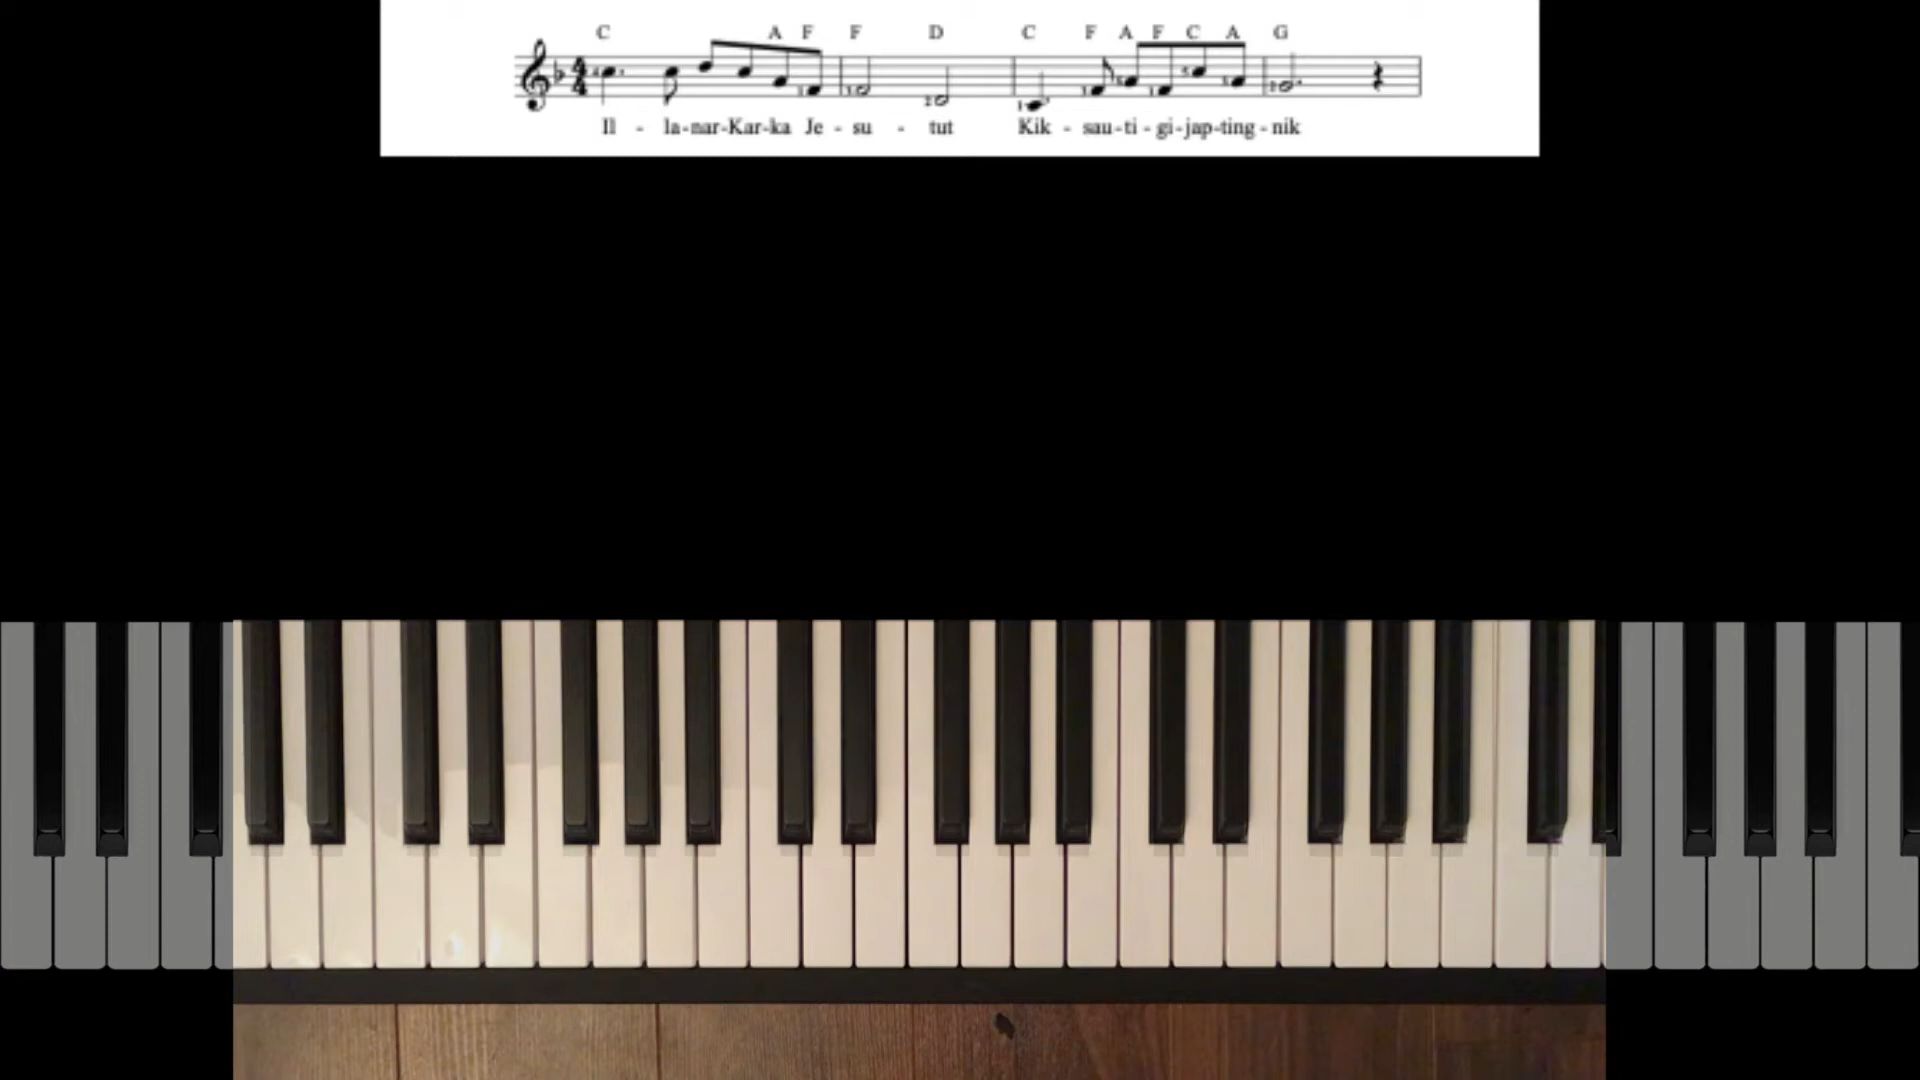 C A F F D C F A F C A G
Il - la-nar-Kar-ka Je - su - tut Kik - sau-ti - gi-jap-ting-nik